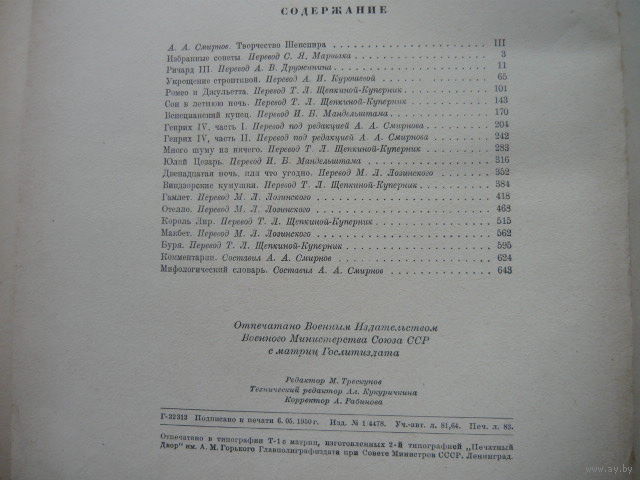 СОДЕРЖАНИЕ
А. А. Смирнов. Творчество Шекспира . . . III
Избранные сонеты. Перевод С. Я. Маршака . . . 3
Ричард III. Перевод А. В. Дружинина . . . 11
Укрощение строптивой. Перевод А. И. Курошевой . . . 65
Ромео и Джульетта. Перевод Т. Л. Щепкиной-Куперник . . . 101
Сон в летнюю ночь. Перевод Т. Л. Щепкиной-Куперник . . . 143
Венецианский купец. Перевод И. Б. Мандельштама . . . 170
Генрих IV, часть I. Перевод под редакцией А. А. Смирнова . . . 204
Генрих IV, часть II. Перевод под редакцией А. А. Смирнова . . . 242
Много шуму из ничего. Перевод Т. Л. Щепкиной-Куперник . . . 283
Юлий Цезарь. Перевод И. Б. Мандельштама . . . 316
Двенадцатая ночь, или что угодно. Перевод М. Л. Лозинского . . . 352
Виндзорские кумушки. Перевод Т. Л. Щепкиной-Куперник . . . 384
Гамлет. Перевод М. Л. Лозинского . . . 418
Отелло. Перевод М. Л. Лозинского . . . 468
Король Лир. Перевод Т. Л. Щепкиной-Куперник . . . 515
Макбет. Перевод М. Л. Лозинского . . . 562
Буря. Перевод Т. Л. Щепкиной-Куперник . . . 595
Комментарии. Составил А. А. Смирнов . . . 624
Мифологический словарь. Составил А. А. Смирнов . . . 643
Отпечатано Военным Издательством
Военного Министерства Союза ССР
с матриц Гослитиздата
Редактор М. Трескунов
Технический редактор Ал. Кукуричкина
Корректор А. Рабинова
Г-32313 Подписано к печати 6. 05. 1950 г. Изд. № 1/4478. Уч.-авт. л. 81,64. Печ. л. 83.
Отпечатано в типографии Т-1 с матриц, изготовленных 2-й типографией „Печатный
Двор" им. А. М. Горького Главполиграфиздата при Совете Министров СССР. Ленинград.
www.ay.by